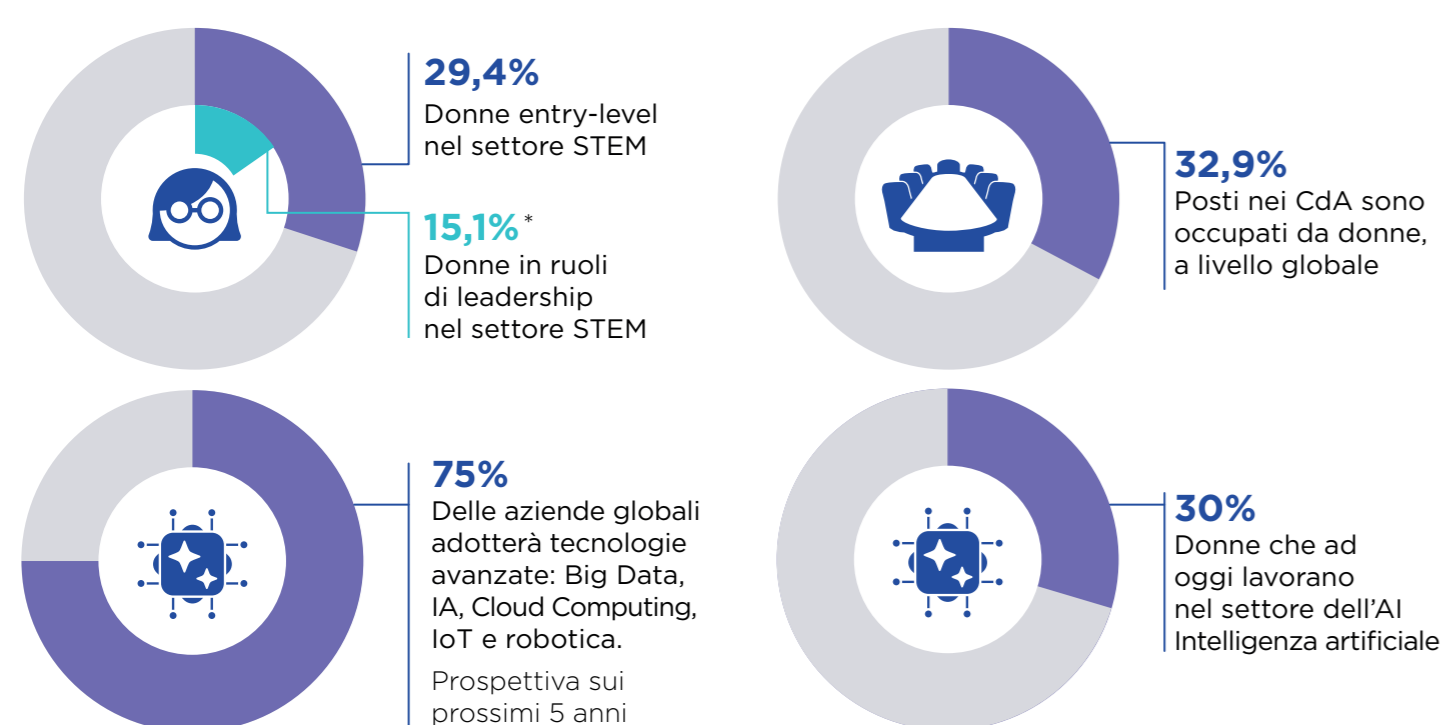 29,4%
Donne entry-level
nel settore STEM
15,1%*
Donne in ruoli
di leadership
nel settore STEM
32,9%
Posti nei CdA sono
occupati da donne,
a livello globale
75%
Delle aziende globali
adotterà tecnologie
avanzate: Big Data,
IA, Cloud Computing,
IoT e robotica.
Prospettiva sui
prossimi 5 anni
30%
Donne che ad
oggi lavorano
nel settore dell’AI
Intelligenza artificiale